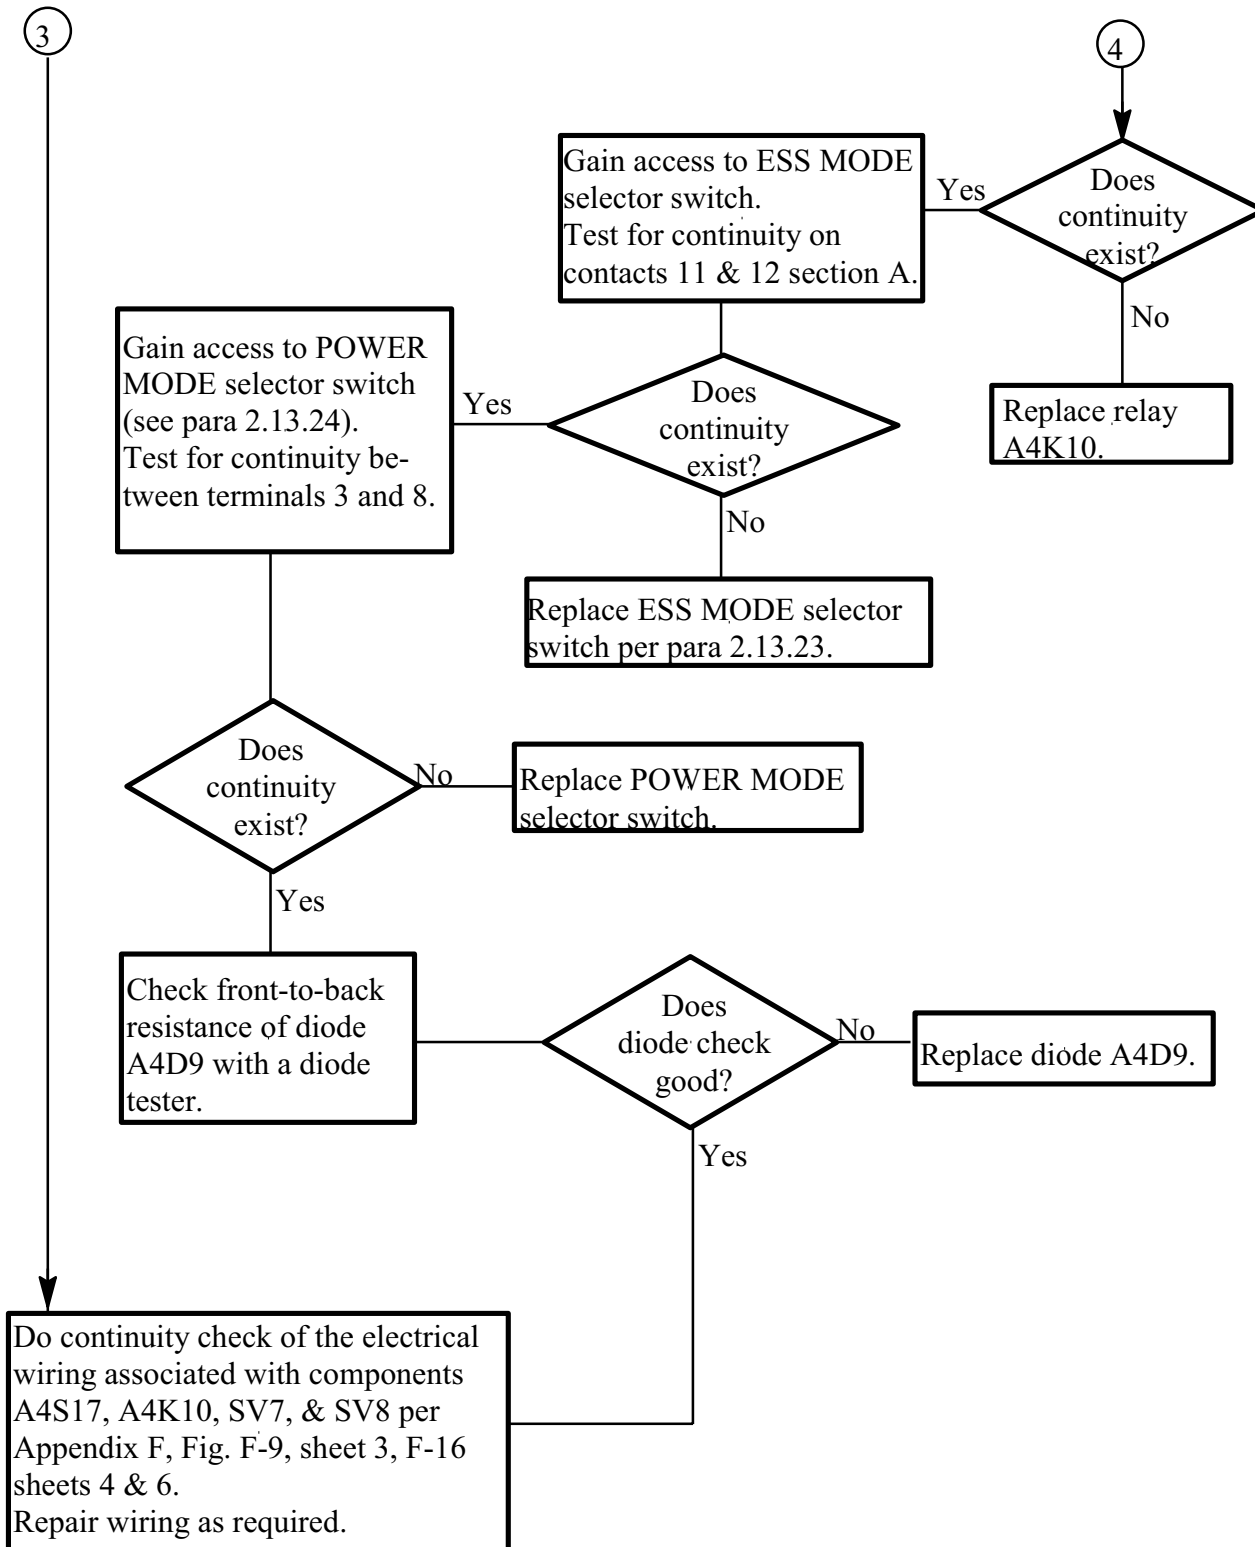 3
4
Gain access to ESS MODE
selector switch.
Test for continuity on
contacts 11 & 12 section A.
Yes
Does
continuity
exist?
No
Replace relay
A4K10.
Gain access to POWER
MODE selector switch
(see para 2.13.24).
Test for continuity be-
tween terminals 3 and 8.
Yes
Does
continuity
exist?
No
Replace ESS MODE selector
switch per para 2.13.23.
Does
continuity
exist?
No
Replace POWER MODE
selector switch.
Yes
Check front-to-back
resistance of diode
A4D9 with a diode
tester.
Does
diode check
good?
No
Replace diode A4D9.
Yes
Do continuity check of the electrical
wiring associated with components
A4S17, A4K10, SV7, & SV8 per
Appendix F, Fig. F-9, sheet 3, F-16
sheets 4 & 6.
Repair wiring as required.